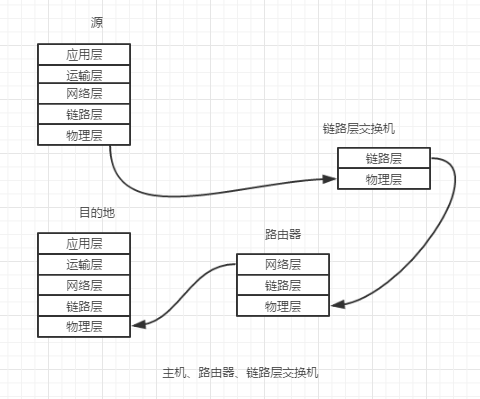 源
应用层
运输层
网络层
链路层
物理层
链路层交换机
链路层
物理层
目的地
应用层
运输层
网络层
链路层
物理层
路由器
网络层
链路层
物理层
主机、路由器、链路层交换机